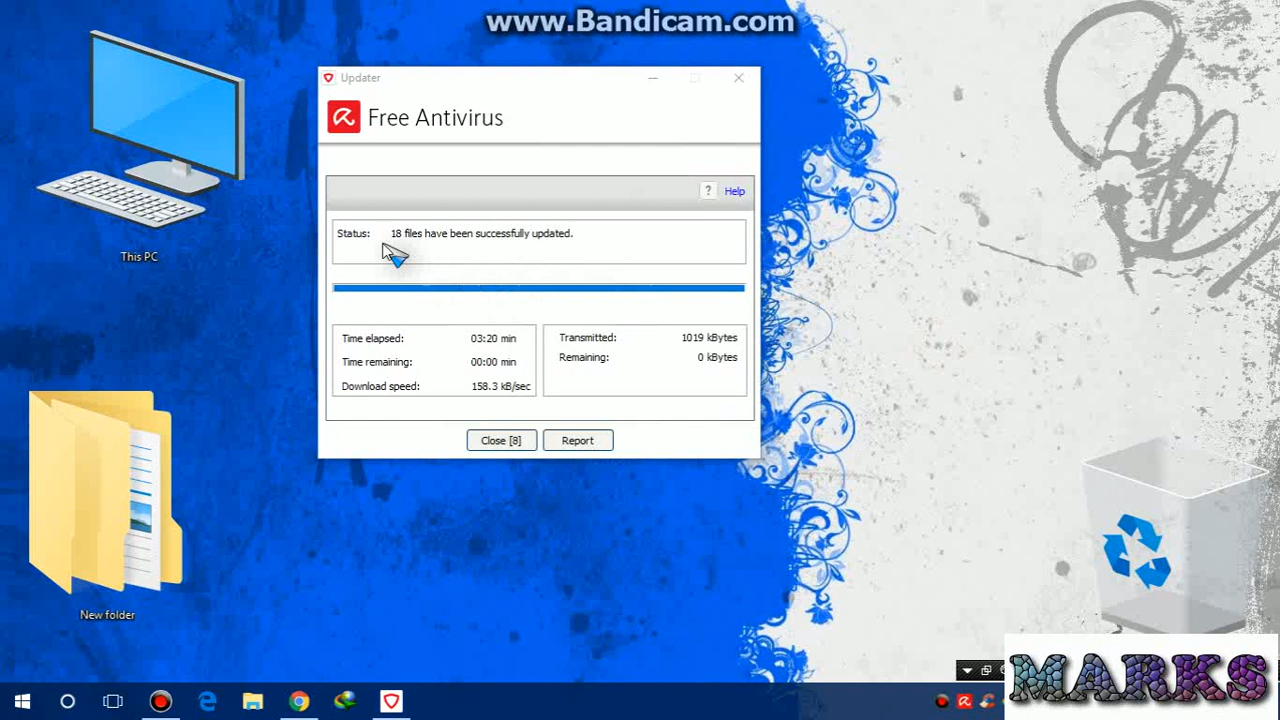 www.Bandicam.com
Updater
Free Antivirus
? Help
Status: 18 files have been successfully updated.
Time elapsed: 03:20 min
Time remaining: 00:00 min
Download speed: 158.3 kB/sec
Transmitted: 1019 kBytes
Remaining: 0 kBytes
Close [8]
Report
This PC
New folder
MARKS